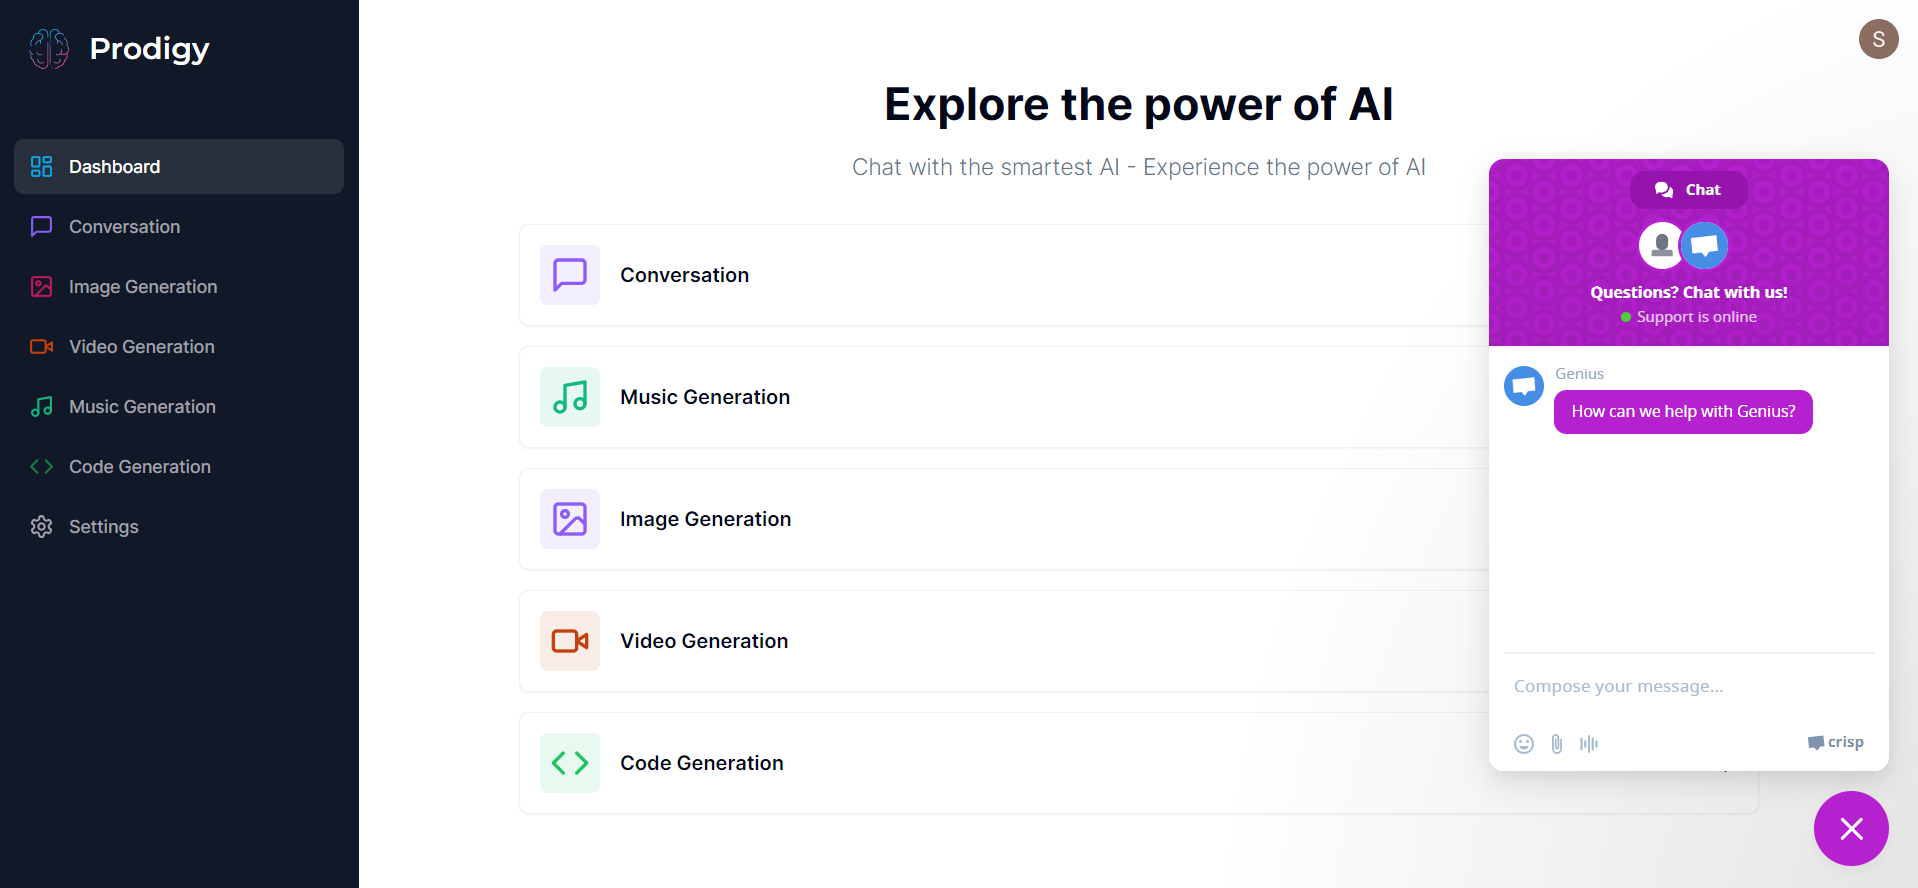 Prodigy
Dashboard
Conversation
Image Generation
Video Generation
Music Generation
Code Generation
Settings
S
Explore the power of AI
Chat with the smartest AI - Experience the power of AI
Conversation
Music Generation
Image Generation
Video Generation
Code Generation
Chat
Questions? Chat with us!
Support is online
Genius
How can we help with Genius?
Compose your message...
crisp